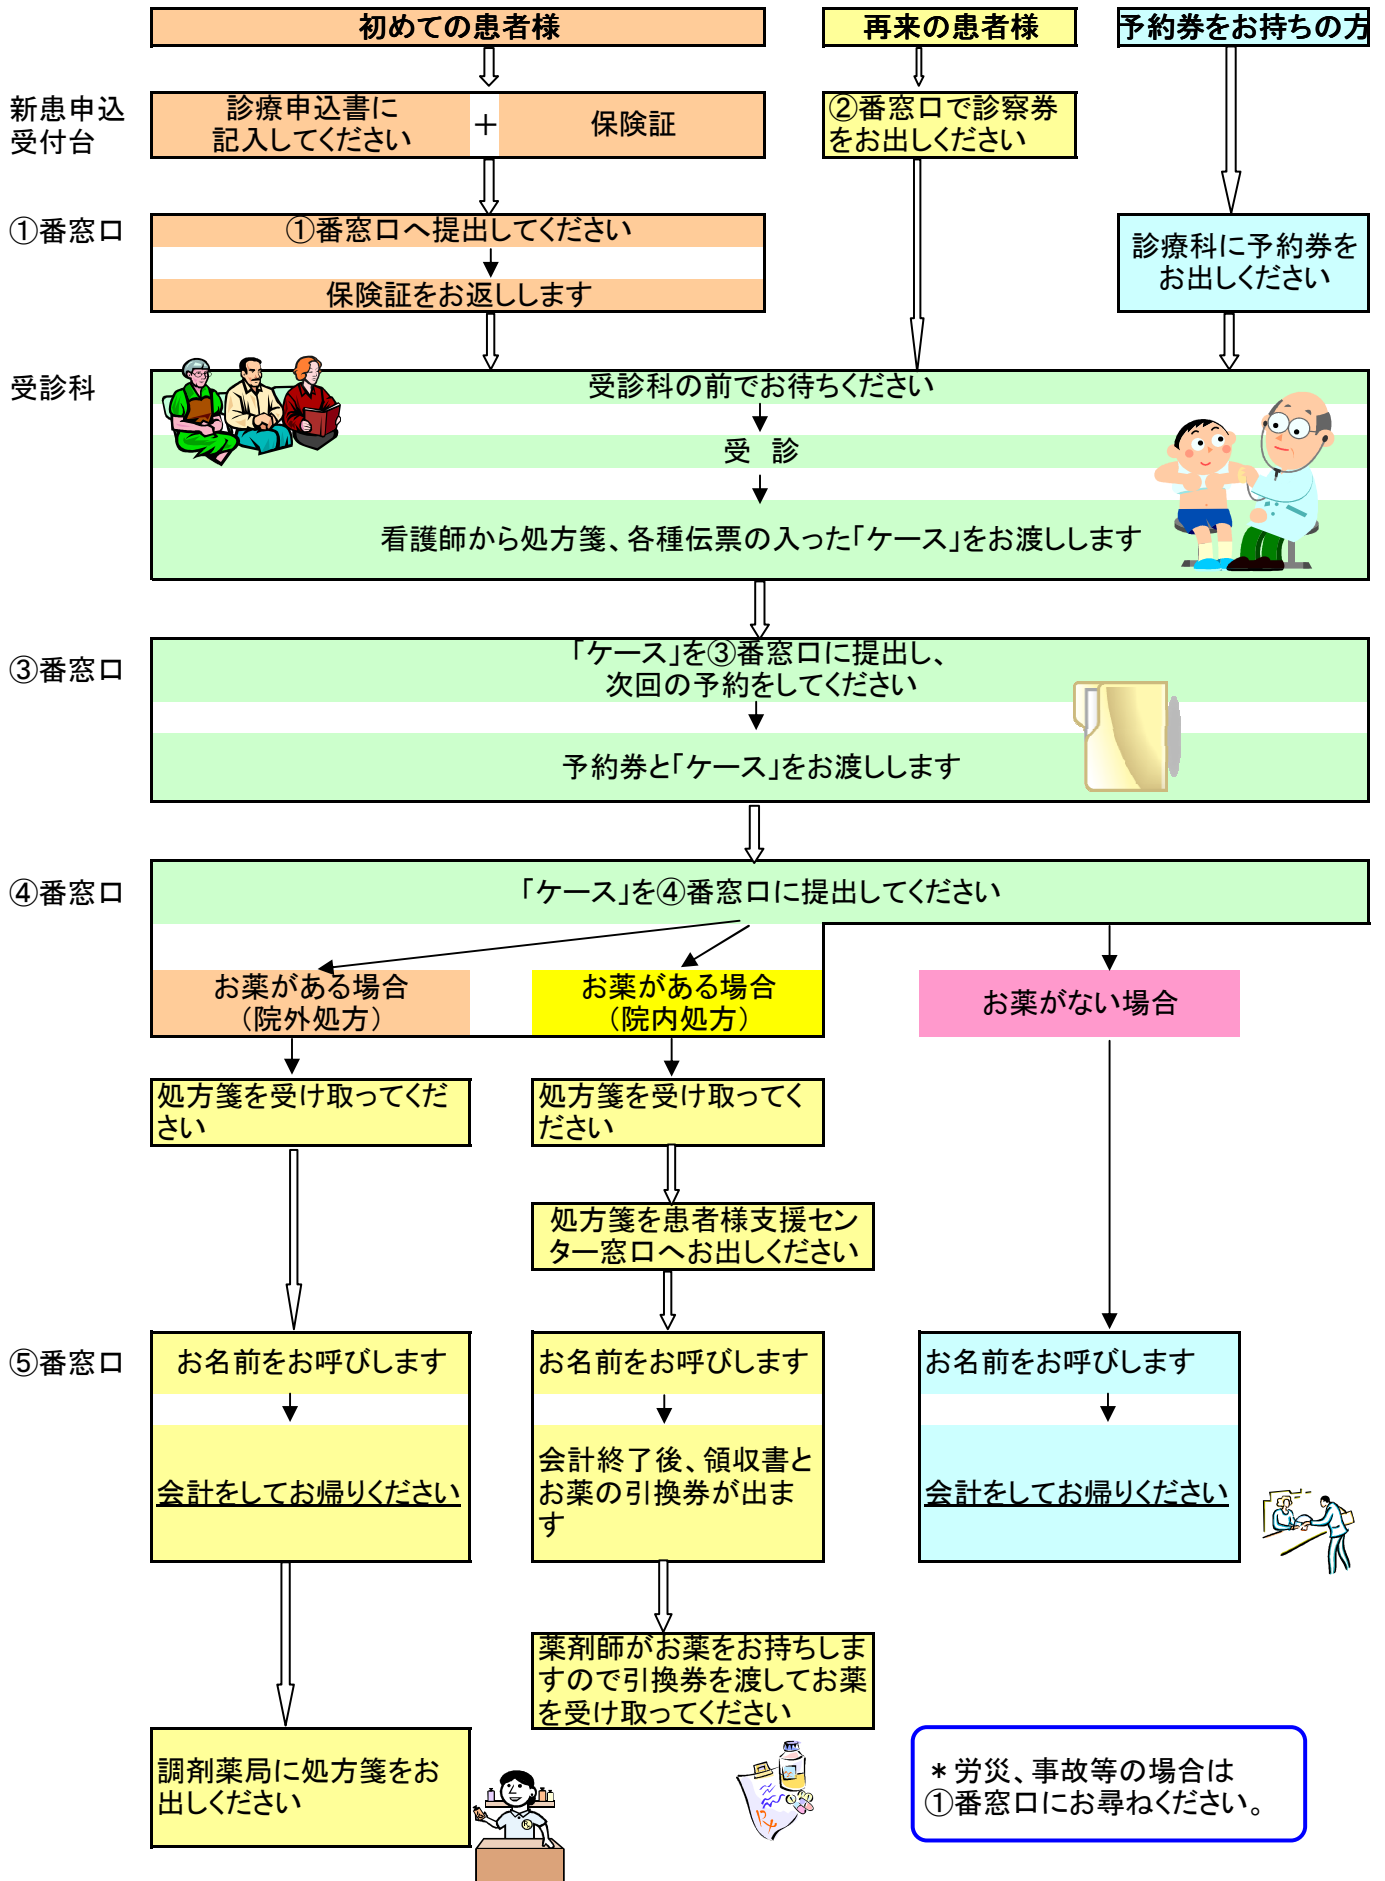 初めての患者様
再来の患者様
予約券をお持ちの方
新患申込
受付台
診療申込書に
記入してください
＋
保険証
②番窓口で診察券
をお出しください
①番窓口
①番窓口へ提出してください
保険証をお返しします
診療科に予約券を
お出しください
受診科
受診科の前でお待ちください
受 診
看護師から処方箋、各種伝票の入った「ケース」をお渡しします
③番窓口
「ケース」を③番窓口に提出し、
次回の予約をしてください
予約券と「ケース」をお渡しします
④番窓口
「ケース」を④番窓口に提出してください
お薬がある場合
（院外処方）
お薬がある場合
（院内処方）
お薬がない場合
処方箋を受け取ってくだ
さい
処方箋を受け取ってく
ださい
処方箋を患者様支援セン
ター窓口へお出しください
⑤番窓口
お名前をお呼びします
会計をしてお帰りください
お名前をお呼びします
会計終了後、領収書と
お薬の引換券が出ま
す
お名前をお呼びします
会計をしてお帰りください
薬剤師がお薬をお持ちしま
すので引換券を渡してお薬
を受け取ってください
調剤薬局に処方箋をお
出しください
＊労災、事故等の場合は
①番窓口にお尋ねください。